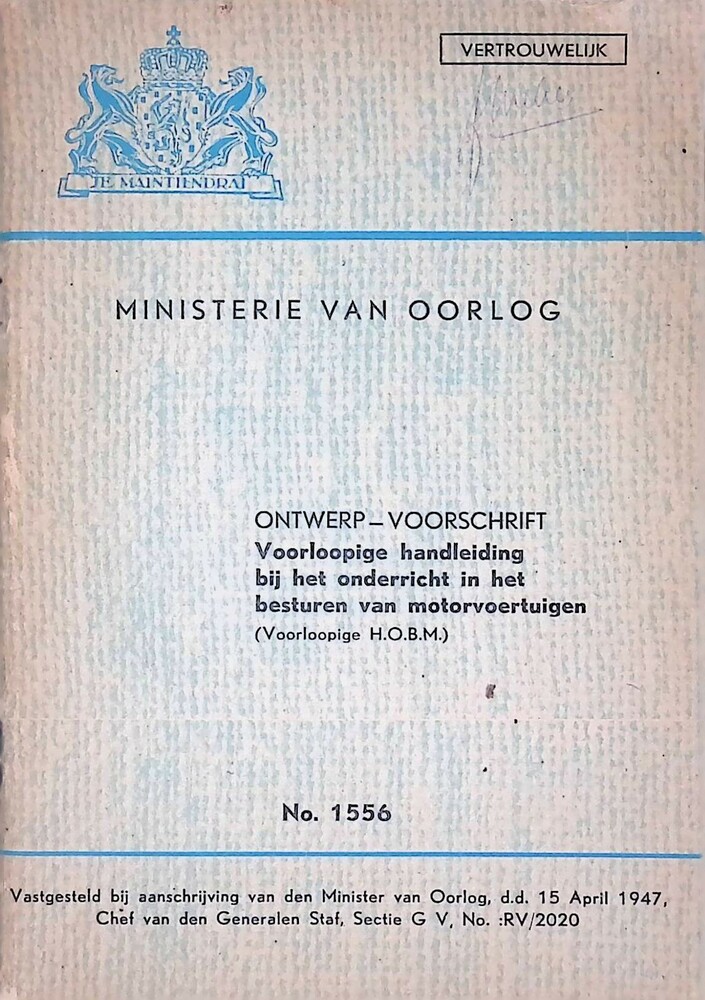 VERTROUWELIJK
JE MAINTIENDRAI
MINISTERIE VAN OORLOG
ONTWERP–VOORSCHRIFT
Voorloopige handleiding
bij het onderricht in het
besturen van motorvoertuigen
(Voorloopige H.O.B.M.)
No. 1556
Vastgesteld bij aanschrijving van den Minister van Oorlog, d.d. 15 April 1947,
Chef van den Generalen Staf, Sectie G V, No. :RV/2020